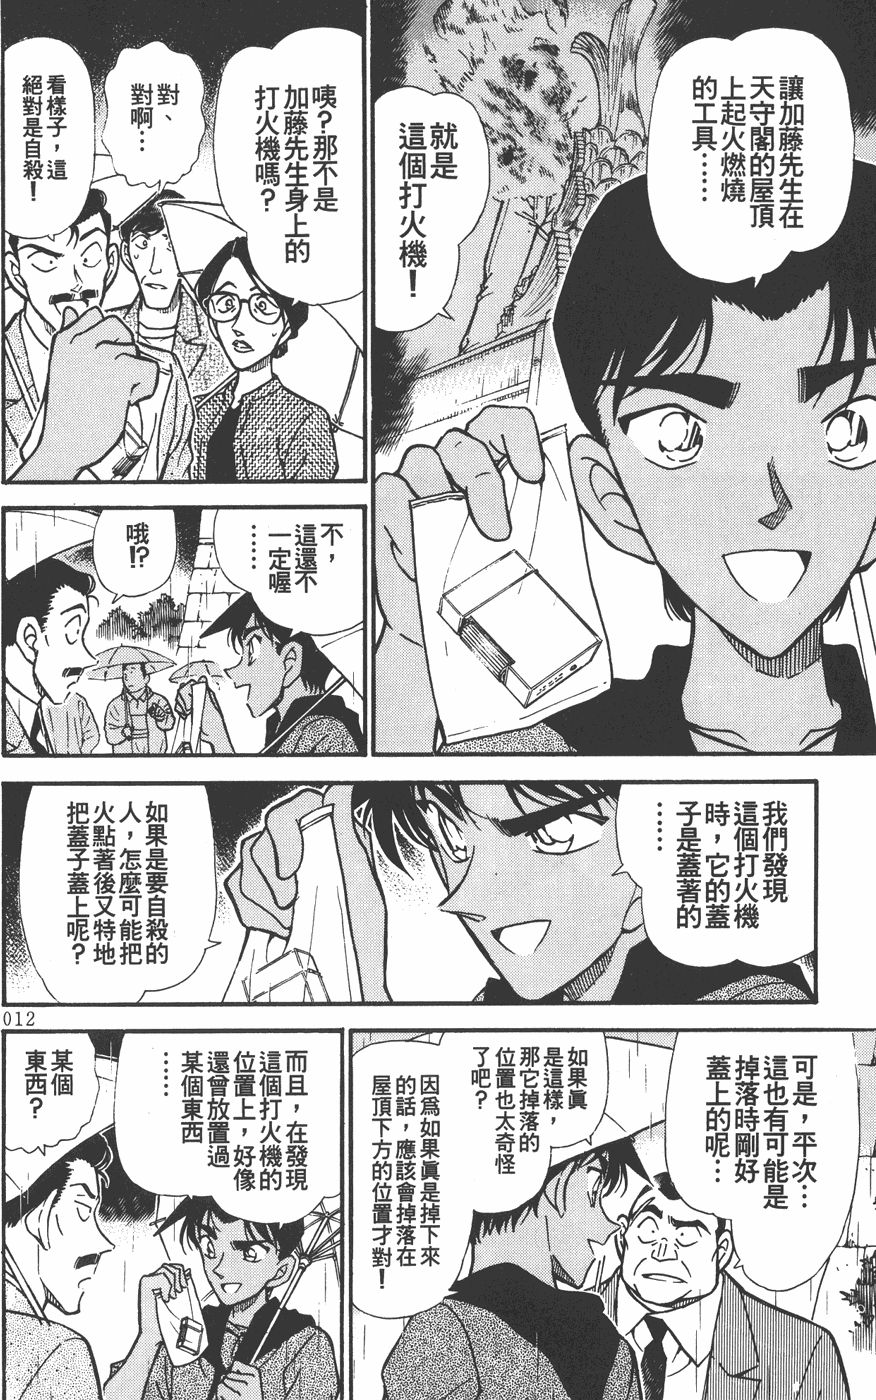 讓加藤先生在
天守閣的屋頂
上起火燃燒
的工具……
就是
這個打火機！
咦？那不是
加藤先生身上的
打火機嗎？
對、
對啊…
看樣子，這
絕對是自殺！
不，
這還不
一定喔
……
哦!?
我們發現
這個打火機
時，它的蓋
子是蓋著的
……
如果是要自殺的
人，怎麼可能把
火點著後又特地
把蓋子蓋上呢？
012
可是，平次…
這也有可能是
掉落時剛好
蓋上的呢…
如果真
是這樣，
那它掉落的
位置也太奇怪
了吧？
因為如果真是掉下來
的話，應該會掉落在
屋頂下方的位置才對！
而且，在發現
這個打火機的
位置上，好像
還曾放置過
某個東西
……
某個
東西？